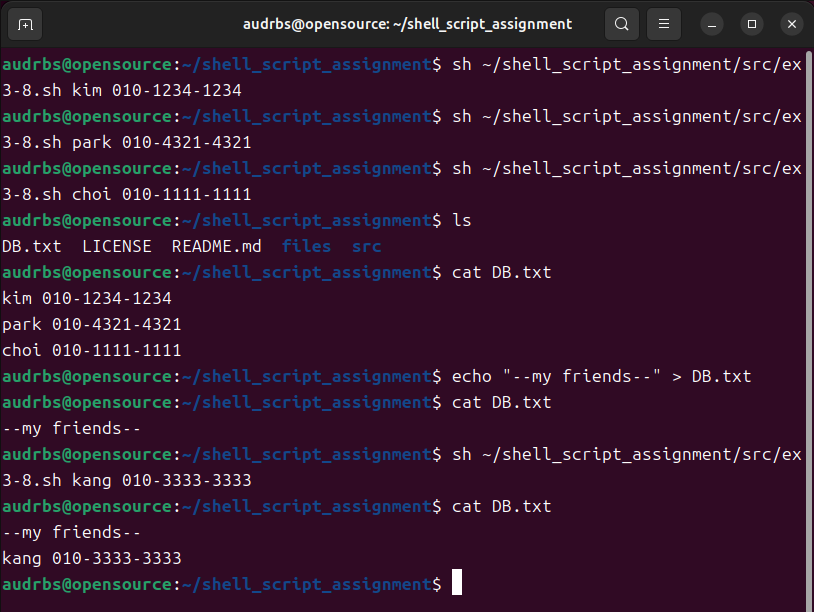 audrbs@opensource: ~/shell_script_assignment
audrbs@opensource:~/shell_script_assignment$ sh ~/shell_script_assignment/src/ex
3-8.sh kim 010-1234-1234
audrbs@opensource:~/shell_script_assignment$ sh ~/shell_script_assignment/src/ex
3-8.sh park 010-4321-4321
audrbs@opensource:~/shell_script_assignment$ sh ~/shell_script_assignment/src/ex
3-8.sh choi 010-1111-1111
audrbs@opensource:~/shell_script_assignment$ ls
DB.txt  LICENSE  README.md  files  src
audrbs@opensource:~/shell_script_assignment$ cat DB.txt
kim 010-1234-1234
park 010-4321-4321
choi 010-1111-1111
audrbs@opensource:~/shell_script_assignment$ echo "--my friends--" > DB.txt
audrbs@opensource:~/shell_script_assignment$ cat DB.txt
--my friends--
audrbs@opensource:~/shell_script_assignment$ sh ~/shell_script_assignment/src/ex
3-8.sh kang 010-3333-3333
audrbs@opensource:~/shell_script_assignment$ cat DB.txt
--my friends--
kang 010-3333-3333
audrbs@opensource:~/shell_script_assignment$